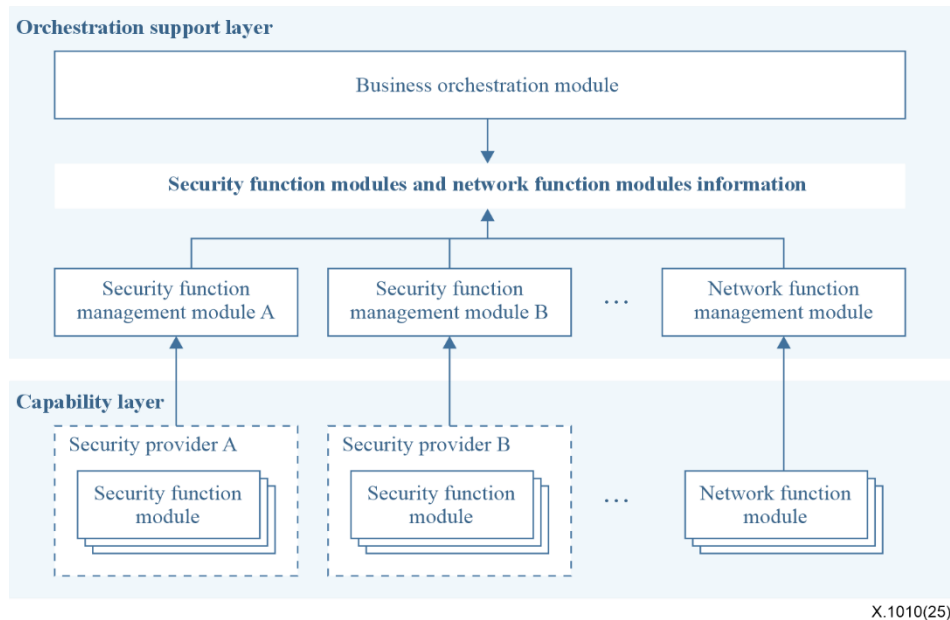 Orchestration support layer
Business orchestration module
Security function modules and network function modules information
Security function
management module A
Security function
management module B
...
Network function
management module
Capability layer
Security provider A
Security function
module
Security provider B
Security function
module
...
Network function
module
X.1010(25)